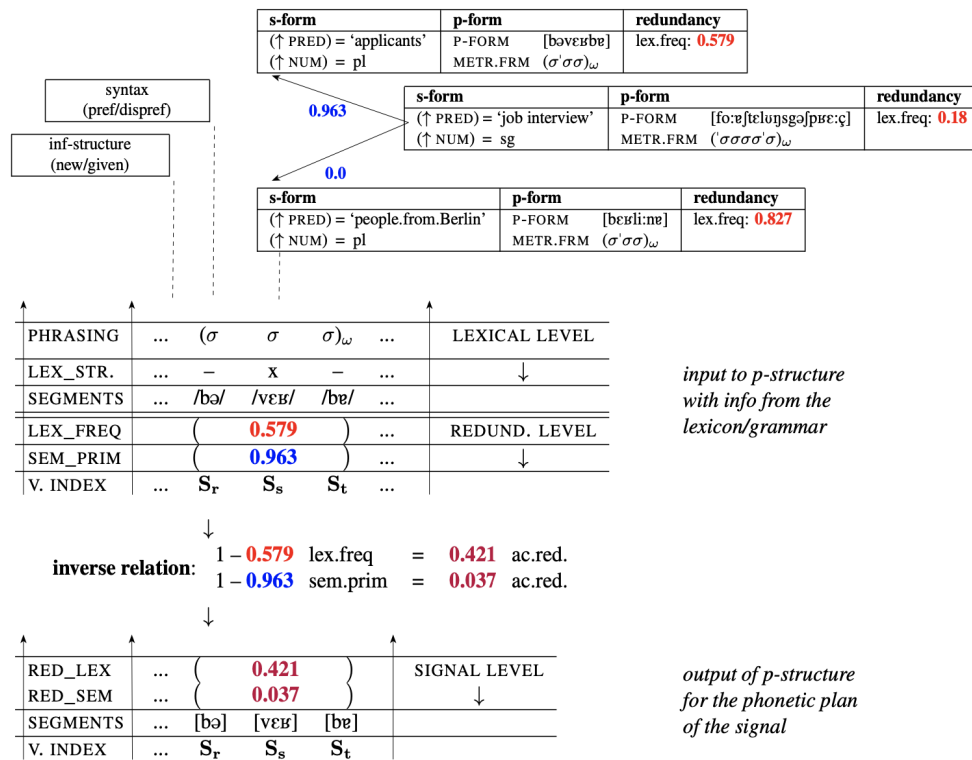 s-form p-form redundancy
(↑ PRED) = ‘applicants’ P-FORM [bəvɛʁbɐ] lex.freq: 0.579
(↑ NUM) = pl METR.FRM (σˈσσ)ω
syntax
(pref/dispref)
inf-structure
(new/given)
0.963
s-form p-form redundancy
(↑ PRED) = ‘job interview’ P-FORM [foːɐʃtɛlʊŋsgəʃpʁɛːç] lex.freq: 0.18
(↑ NUM) = sg METR.FRM (ˈσσσσˈσ)ω
0.0
s-form p-form redundancy
(↑ PRED) = ‘people.from.Berlin’ P-FORM [bɛʁliːnɐ] lex.freq: 0.827
(↑ NUM) = pl METR.FRM (σˈσσ)ω
PHRASING ... (σ σ σ)ω ... LEXICAL LEVEL
LEX_STR. ... – x – ... ↓
SEGMENTS ... /bə/ /vɛʁ/ /bɐ/ ...
LEX_FREQ ( 0.579 ) REDUND. LEVEL
SEM_PRIM ( 0.963 ) ↓
V. INDEX ... Sr Ss St ...
input to p-structure
with info from the
lexicon/grammar
↓
inverse relation:
1 – 0.579 lex.freq = 0.421 ac.red.
1 – 0.963 sem.prim = 0.037 ac.red.
↓
RED_LEX ... ( 0.421 ) SIGNAL LEVEL
RED_SEM ... ( 0.037 ) ↓
SEGMENTS ... [bə] [vɛʁ] [bɐ]
V. INDEX ... Sr Ss St
output of p-structure
for the phonetic plan
of the signal